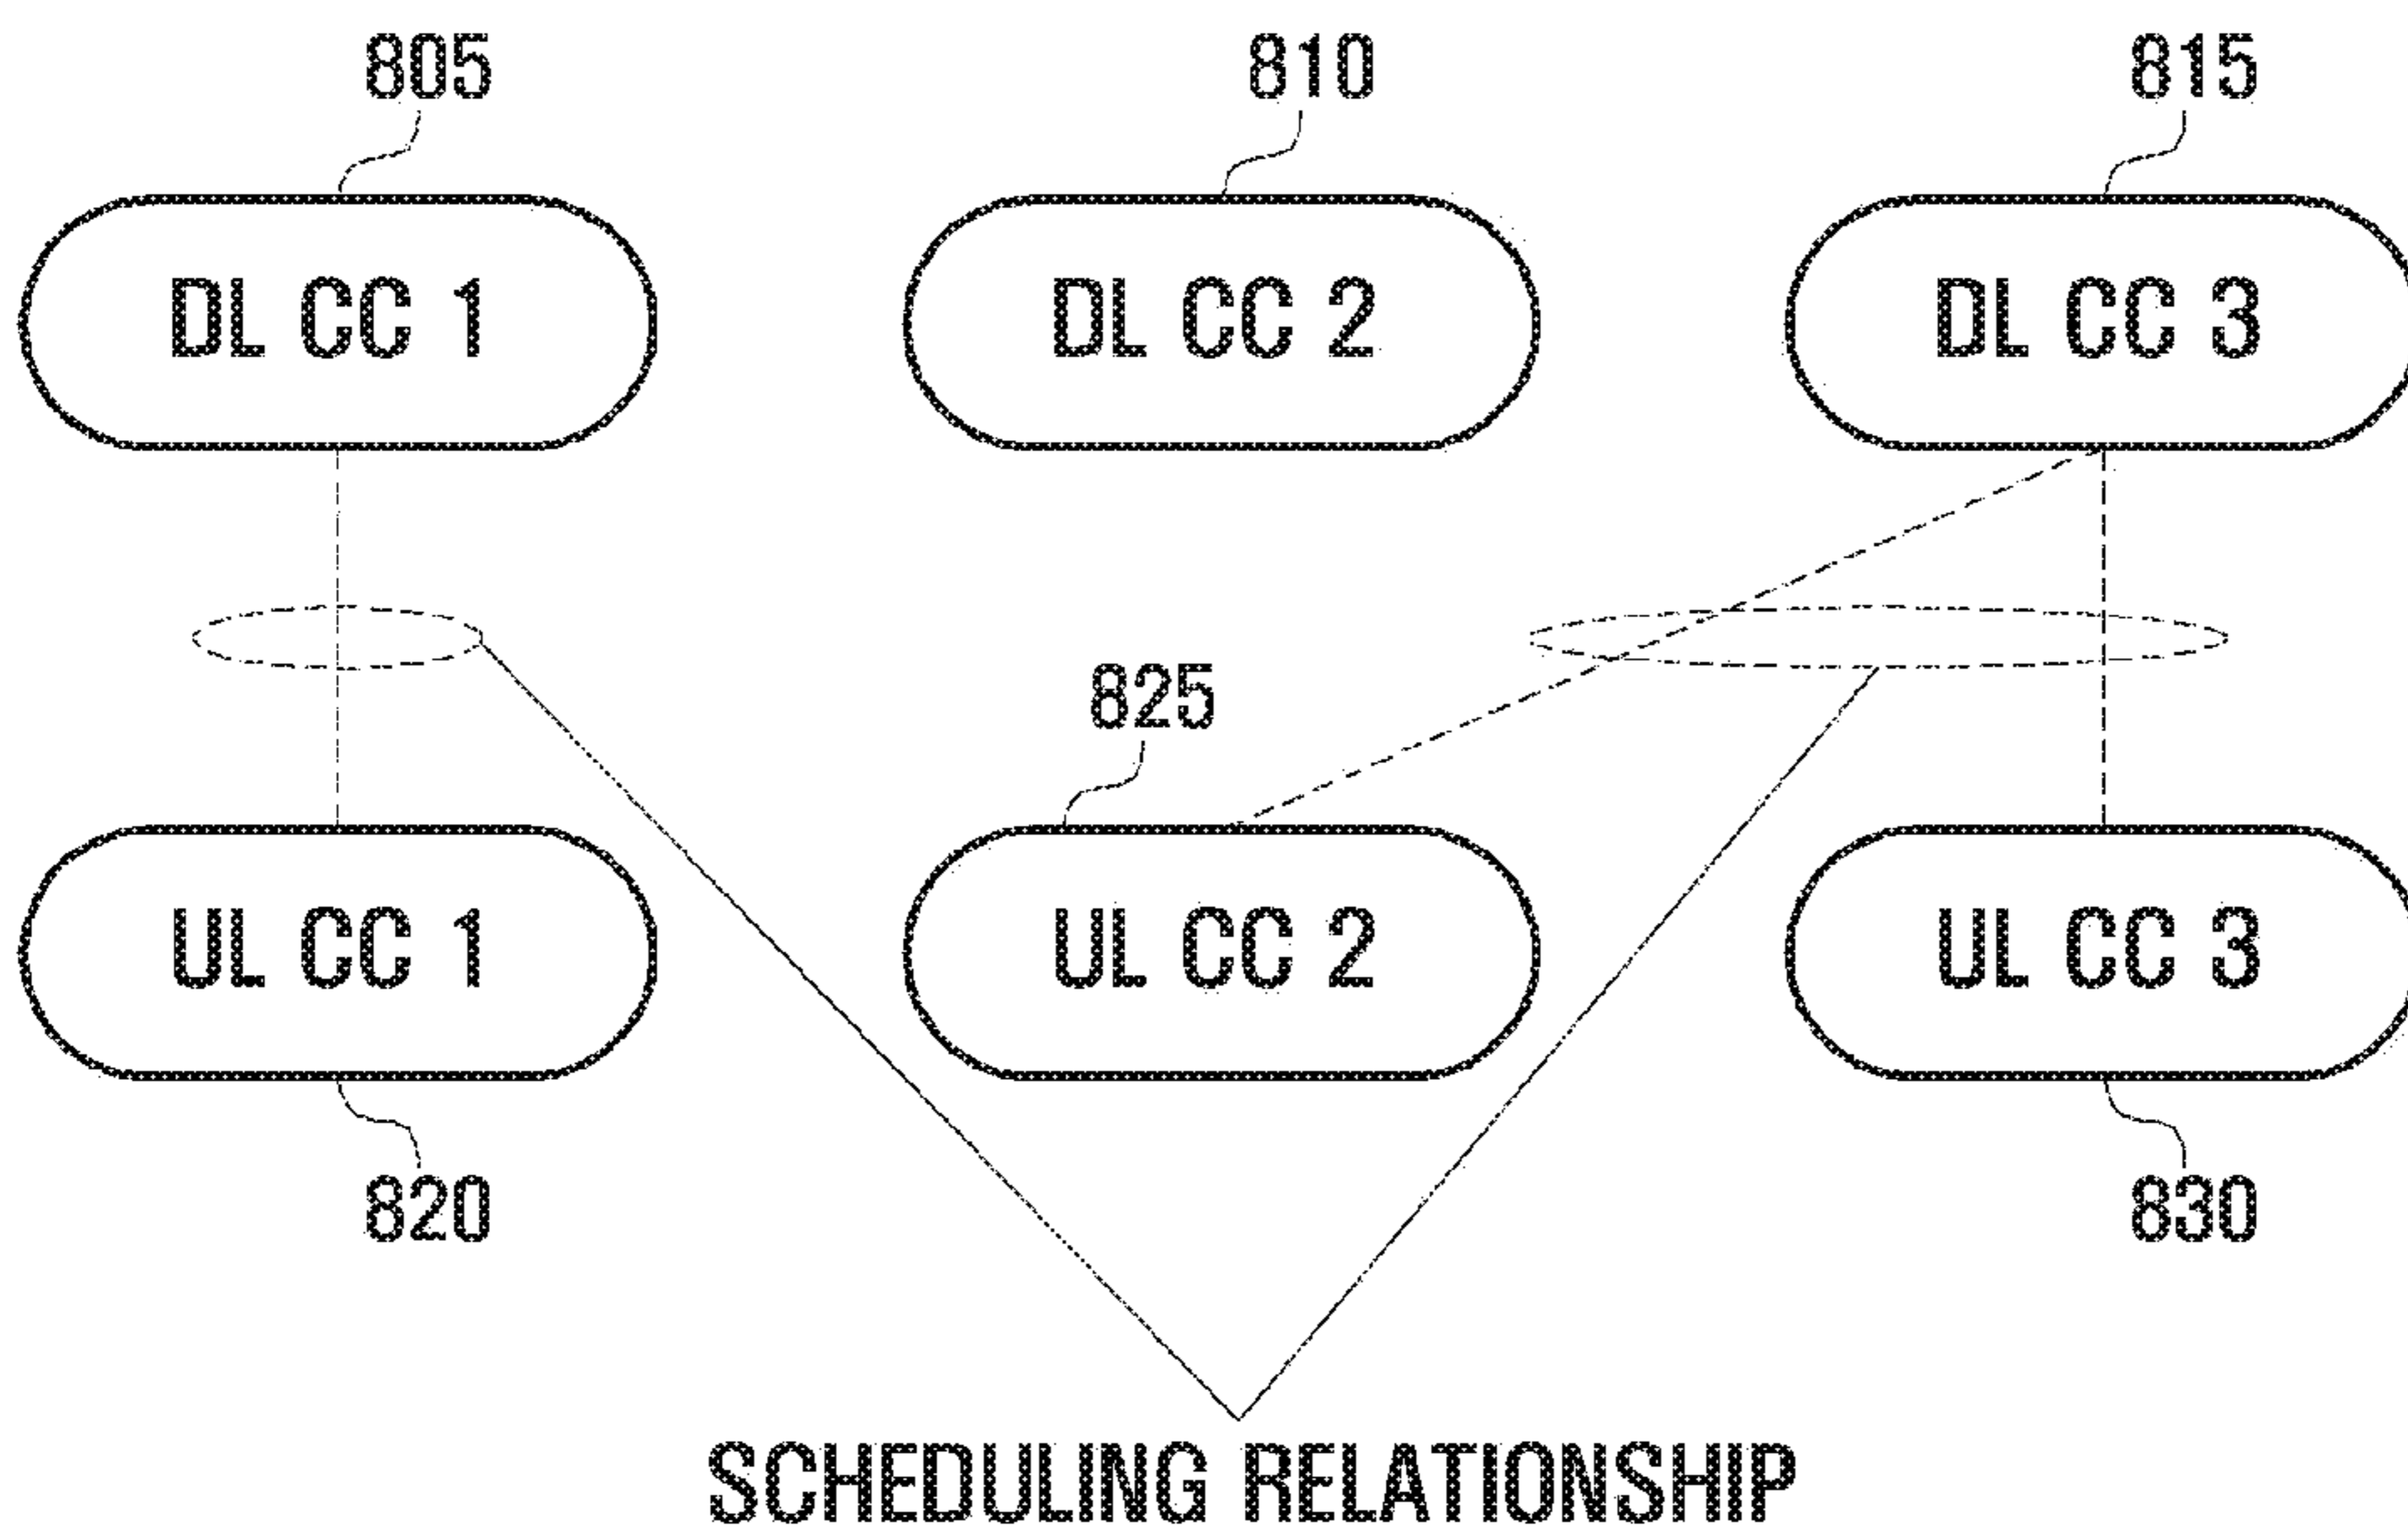 805 810 815
DL CC 1 DL CC 2 DL CC 3
825
UL CC 1 UL CC 2 UL CC 3
820 830
SCHEDULING RELATIONSHIP